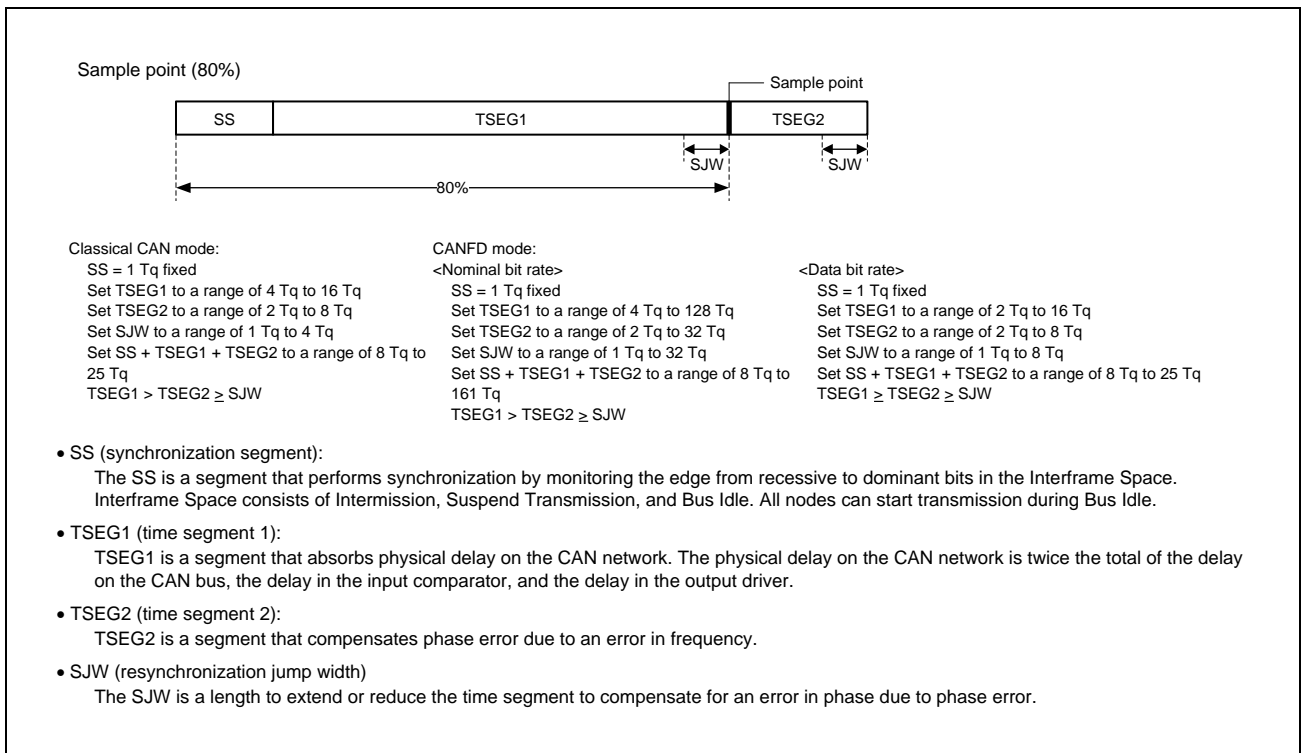 Sample point (80%)
Sample point
SS
TSEG1
TSEG2
SJW
SJW
80%
Classical CAN mode:
SS = 1 Tq fixed
Set TSEG1 to a range of 4 Tq to 16 Tq
Set TSEG2 to a range of 2 Tq to 8 Tq
Set SJW to a range of 1 Tq to 4 Tq
Set SS + TSEG1 + TSEG2 to a range of 8 Tq to
25 Tq
TSEG1 > TSEG2 ≥ SJW
CANFD mode:
<Nominal bit rate>
SS = 1 Tq fixed
Set TSEG1 to a range of 4 Tq to 128 Tq
Set TSEG2 to a range of 2 Tq to 32 Tq
Set SJW to a range of 1 Tq to 32 Tq
Set SS + TSEG1 + TSEG2 to a range of 8 Tq to
161 Tq
TSEG1 > TSEG2 ≥ SJW
<Data bit rate>
SS = 1 Tq fixed
Set TSEG1 to a range of 2 Tq to 16 Tq
Set TSEG2 to a range of 2 Tq to 8 Tq
Set SJW to a range of 1 Tq to 8 Tq
Set SS + TSEG1 + TSEG2 to a range of 8 Tq to 25 Tq
TSEG1 ≥ TSEG2 ≥ SJW
• SS (synchronization segment):
The SS is a segment that performs synchronization by monitoring the edge from recessive to dominant bits in the Interframe Space.
Interframe Space consists of Intermission, Suspend Transmission, and Bus Idle. All nodes can start transmission during Bus Idle.
• TSEG1 (time segment 1):
TSEG1 is a segment that absorbs physical delay on the CAN network. The physical delay on the CAN network is twice the total of the delay
on the CAN bus, the delay in the input comparator, and the delay in the output driver.
• TSEG2 (time segment 2):
TSEG2 is a segment that compensates phase error due to an error in frequency.
• SJW (resynchronization jump width)
The SJW is a length to extend or reduce the time segment to compensate for an error in phase due to phase error.